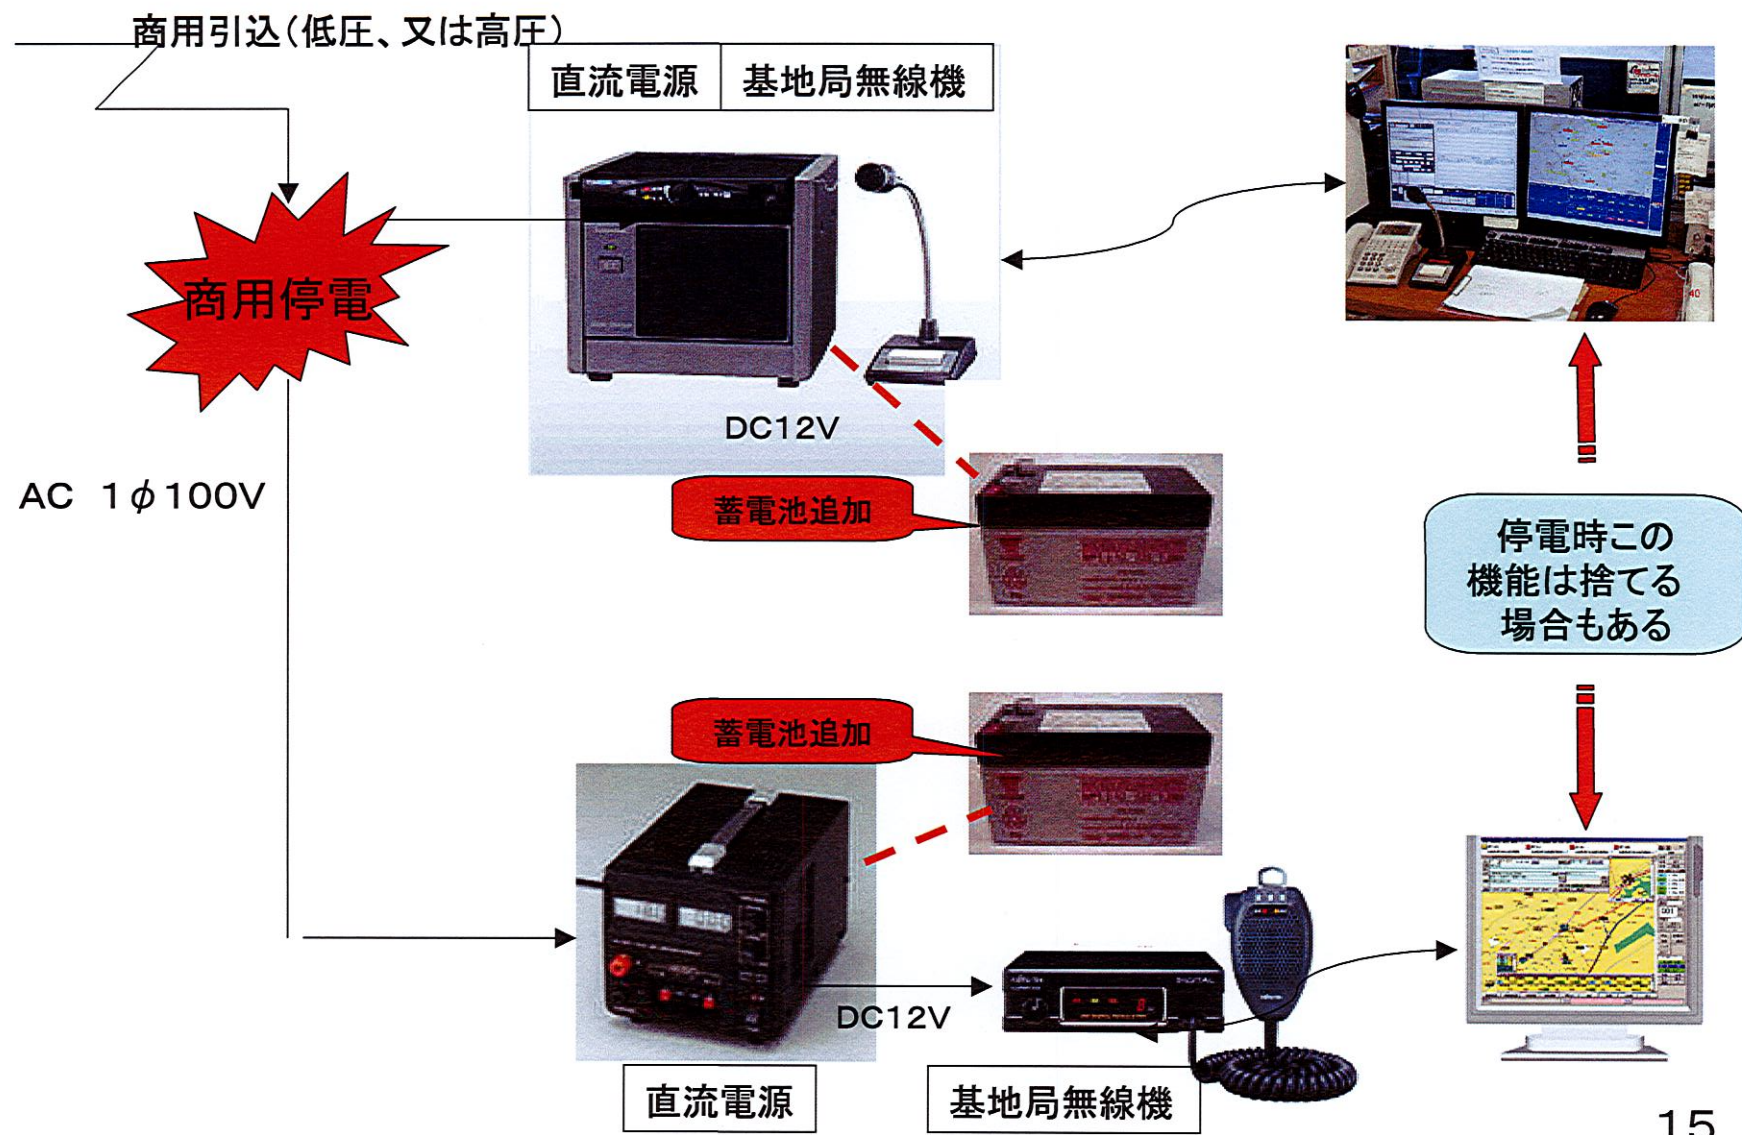 商用引込(低圧、又は高圧)
直流電源
基地局無線機
商用停電
DC12V
AC 1φ100V
蓄電池追加
停電時この
機能は捨てる
場合もある
蓄電池追加
DC12V
直流電源
基地局無線機
15